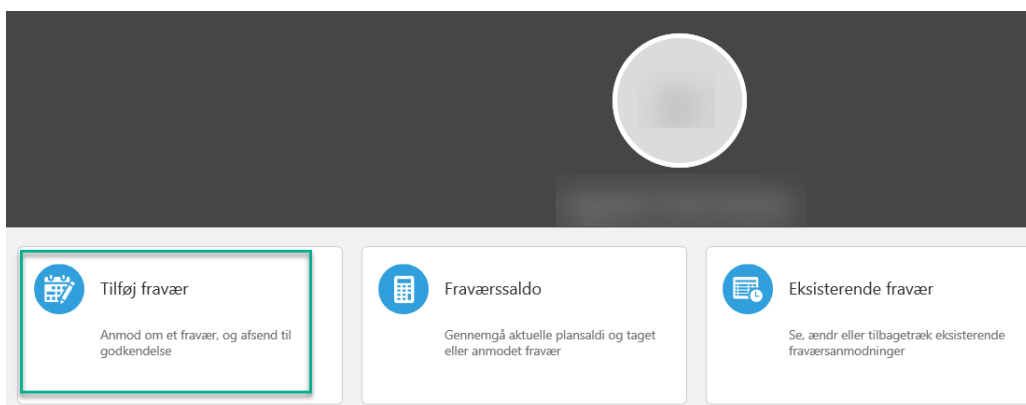 Tilføj fravær
Anmod om et fravær, og afsend til
godkendelse
Fraværssaldo
Gennemgå aktuelle plansaldi og taget
eller anmodet fravær
Eksisterende fravær
Se, ændr eller tilbagetræk eksisterende
fraværsanmodninger